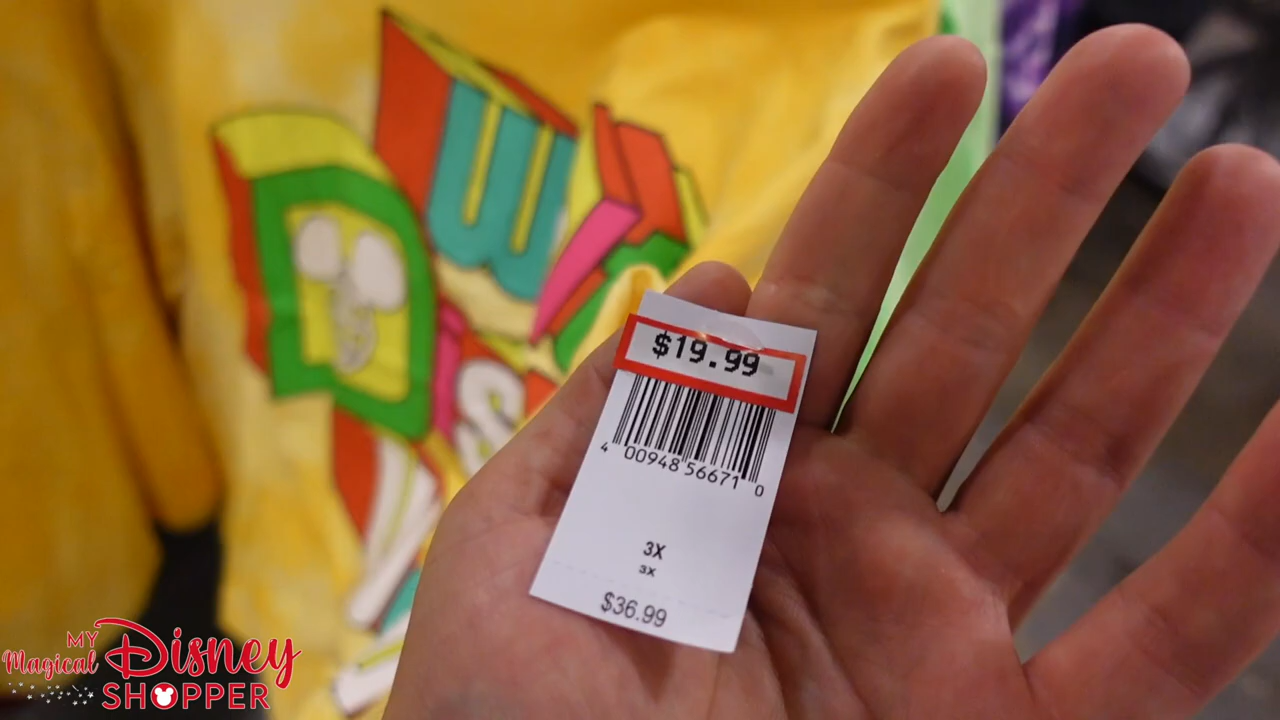 W
D
S
$19.99
4 00948 56671 0
3X
3X
$36.99
MY
Magical Disney
SHOPPER